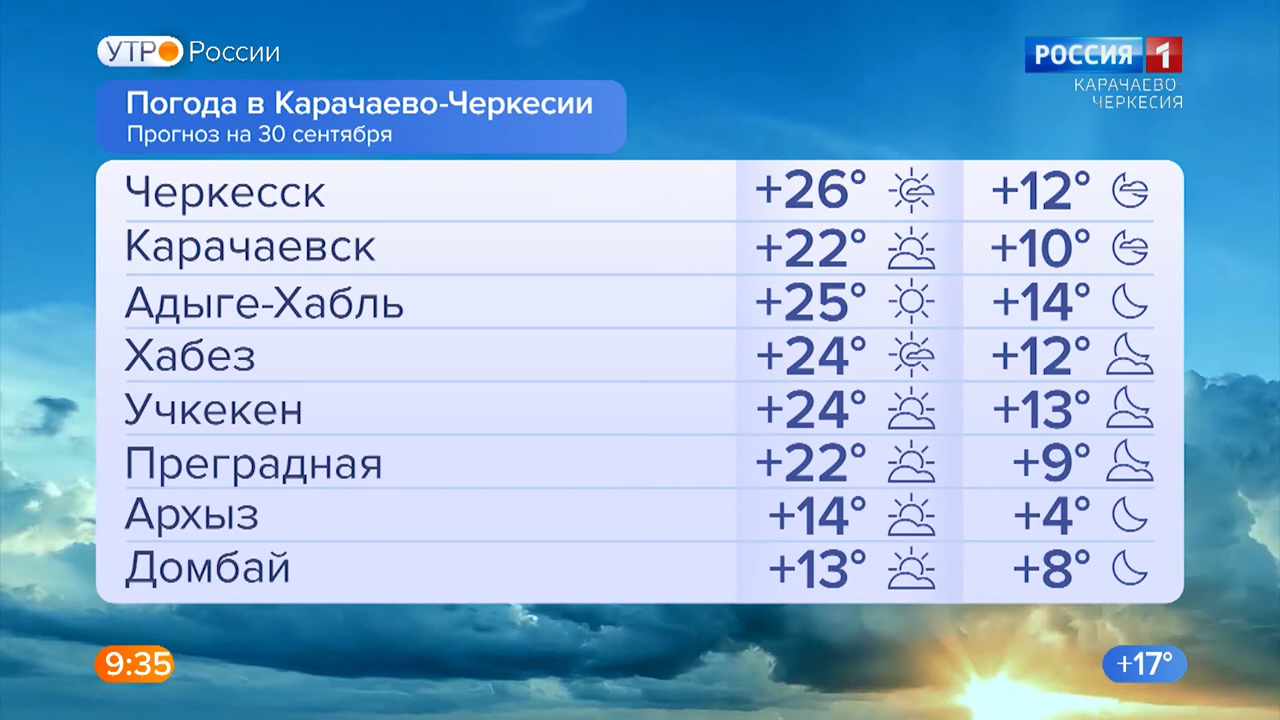 УТРО России
РОССИЯ 1
КАРАЧАЕВО-
ЧЕРКЕСИЯ
Погода в Карачаево-Черкесии
Прогноз на 30 сентября
Черкесск +26° +12°
Карачаевск +22° +10°
Адыге-Хабль +25° +14°
Хабез +24° +12°
Учкекен +24° +13°
Преградная +22° +9°
Архыз +14° +4°
Домбай +13° +8°
9:35 +17°